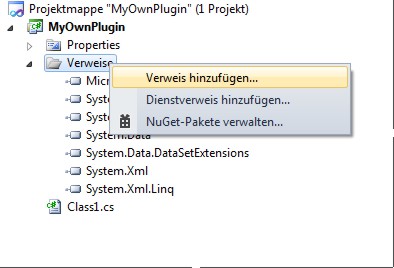 Projektmappe "MyOwnPlugin" (1 Projekt)
MyOwnPlugin
Properties
Verweise
Verweis hinzufügen...
Micr
Dienstverweis hinzufügen...
Syste
NuGet-Pakete verwalten...
Syste
System.Data
System.Data.DataSetExtensions
System.Xml
System.Xml.Linq
Class1.cs